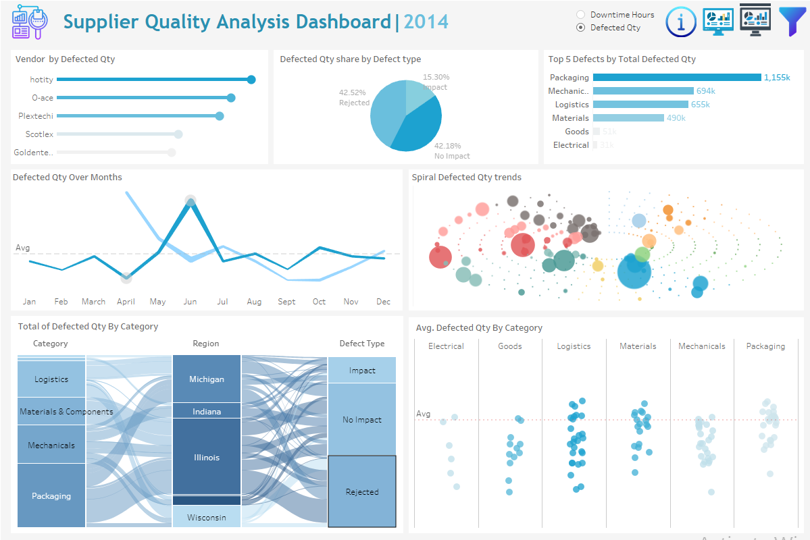 Supplier Quality Analysis Dashboard|2014
Downtime Hours
Defected Qty
Vendor by Defected Qty
hotity
O-ace
Plextechi
Scotlex
Goldente..
Defected Qty share by Defect type
15.30%
Impact
42.52%
Rejected
42.18%
No Impact
Top 5 Defects by Total Defected Qty
Packaging 1,155k
Mechanic.. 694k
Logistics 655k
Materials 490k
Goods
Electrical
Defected Qty Over Months
Avg
Jan Feb March April May Jun Jul Aug Sept Oct Nov Dec
Spiral Defected Qty trends
Total of Defected Qty By Category
Category Region Defect Type
Logistics
Materials & Components
Mechanicals
Packaging
Michigan
Indiana
Illinois
Wisconsin
Impact
No Impact
Rejected
Avg. Defected Qty By Category
Electrical Goods Logistics Materials Mechanicals Packaging
Avg